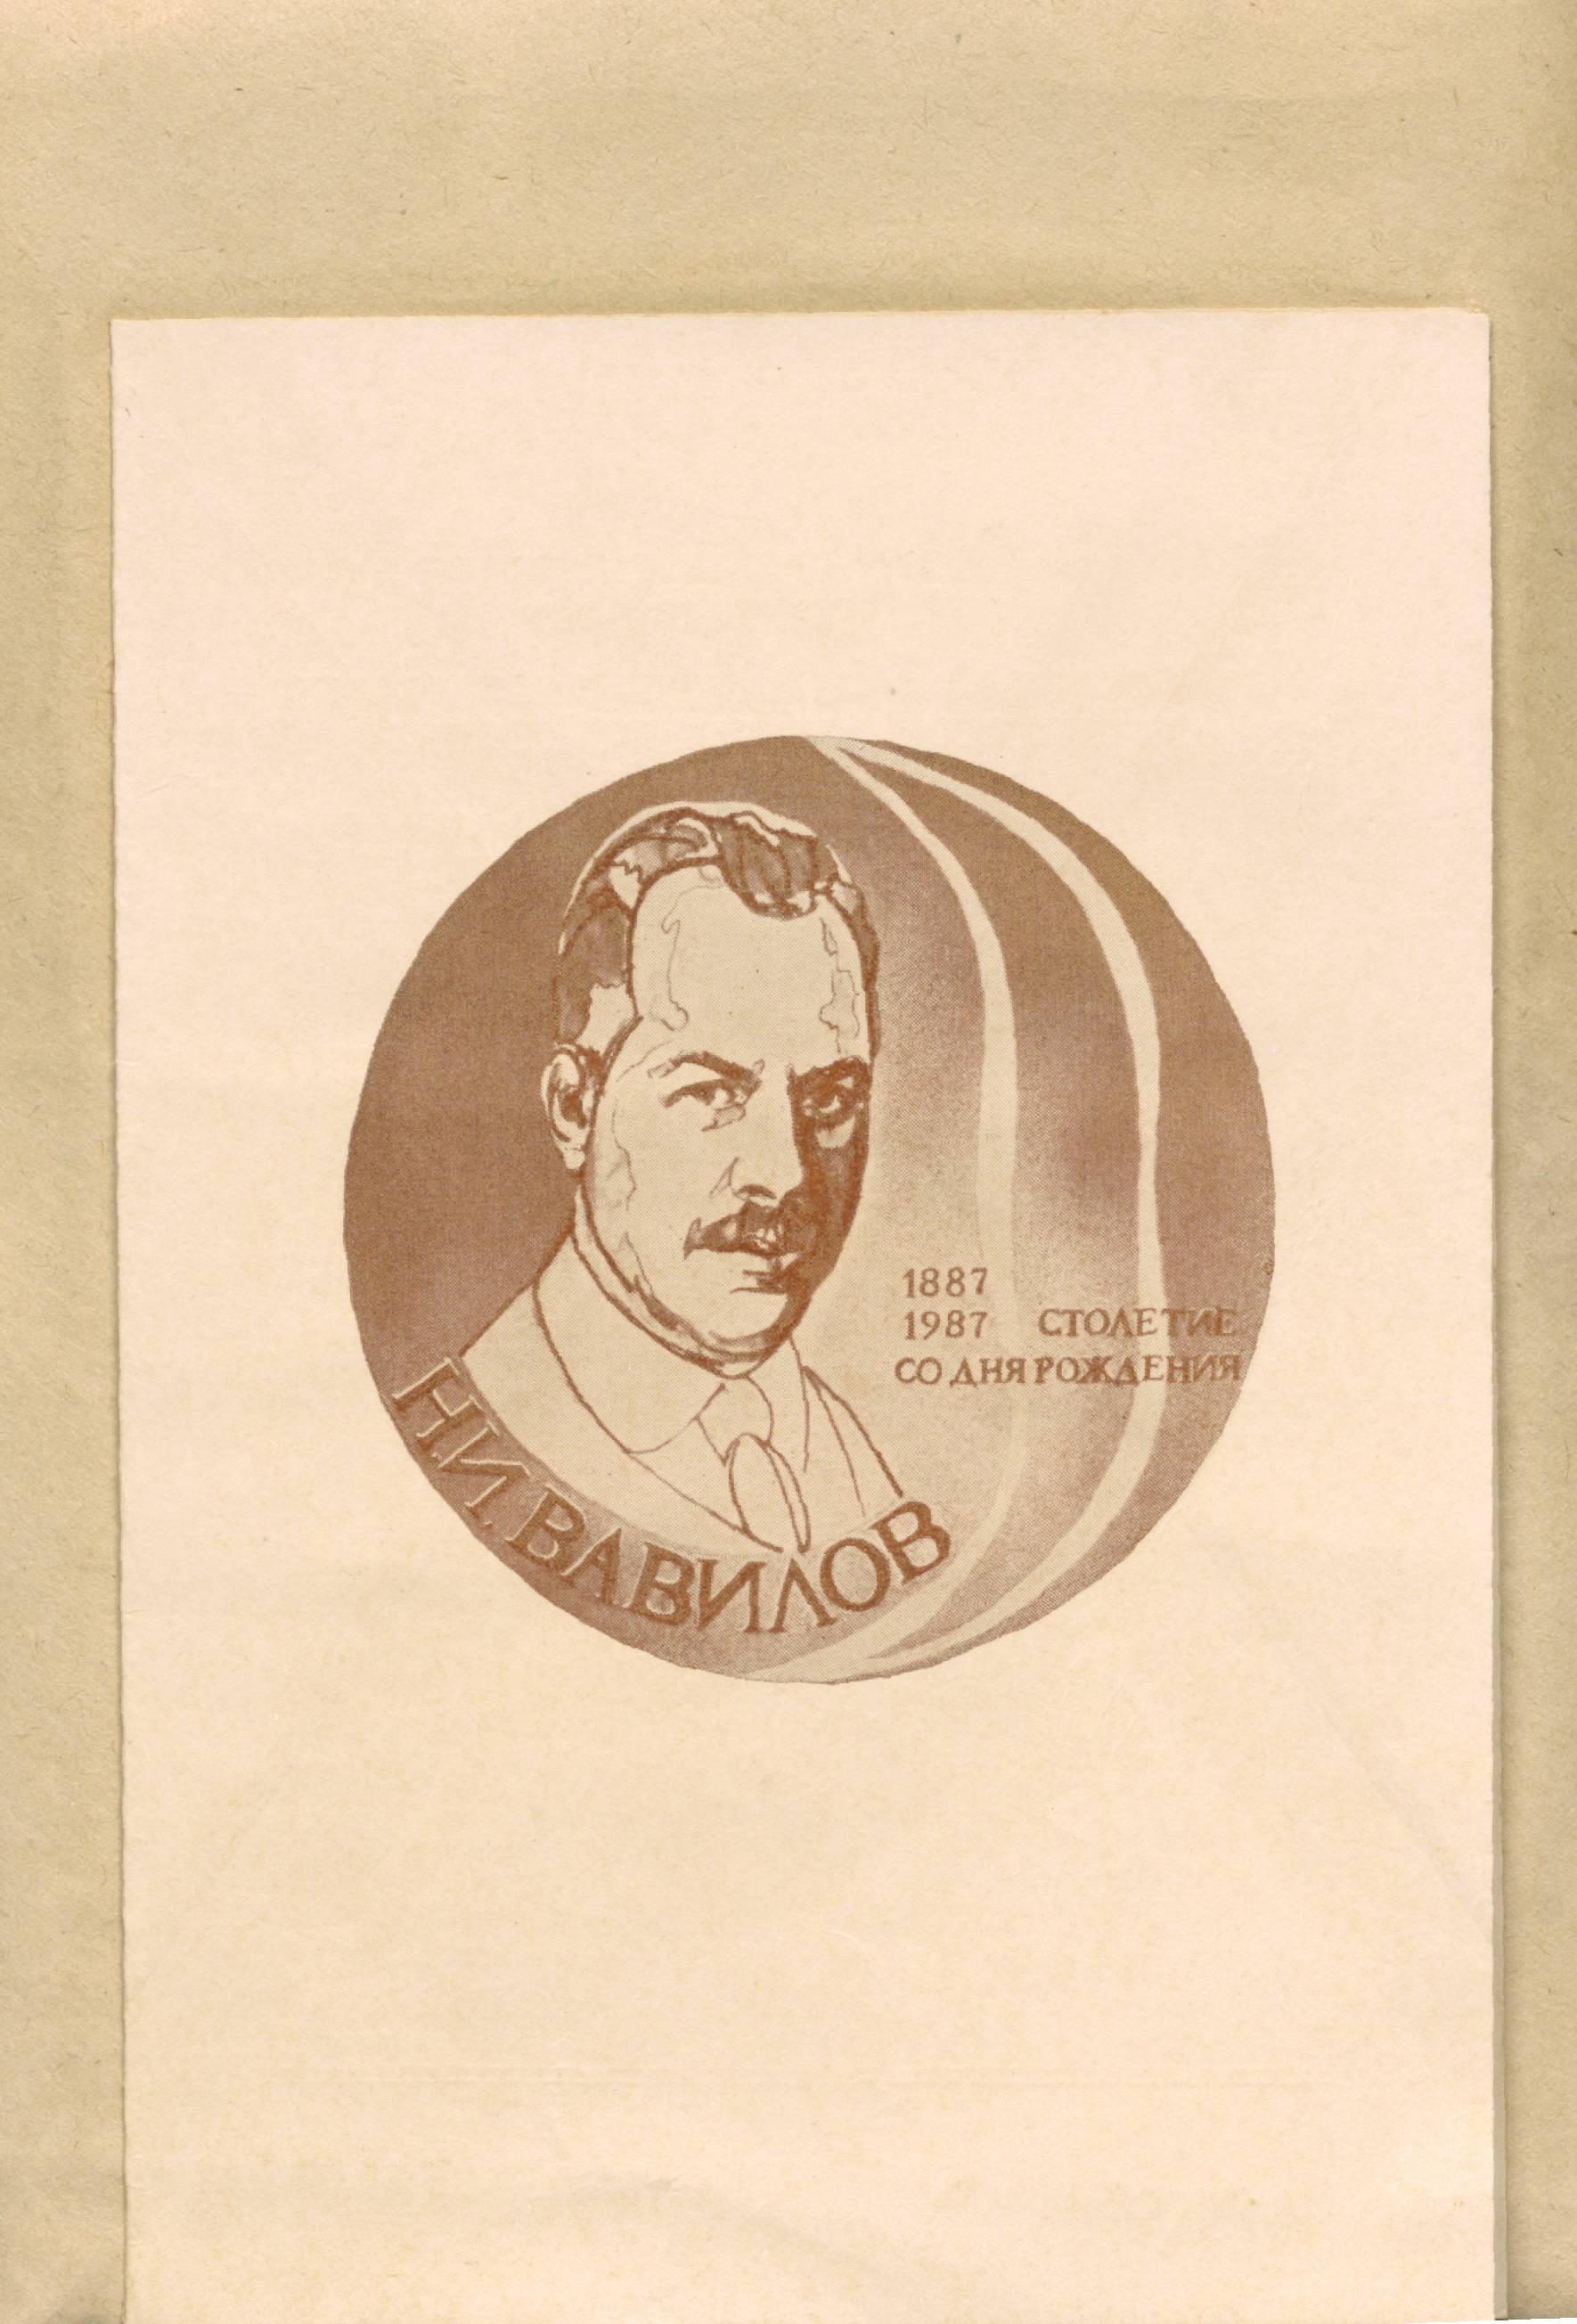 1887
1987 СТОЛЕТИЕ
СО ДНЯ РОЖДЕНИЯ
Н.И. ВАВИЛОВ